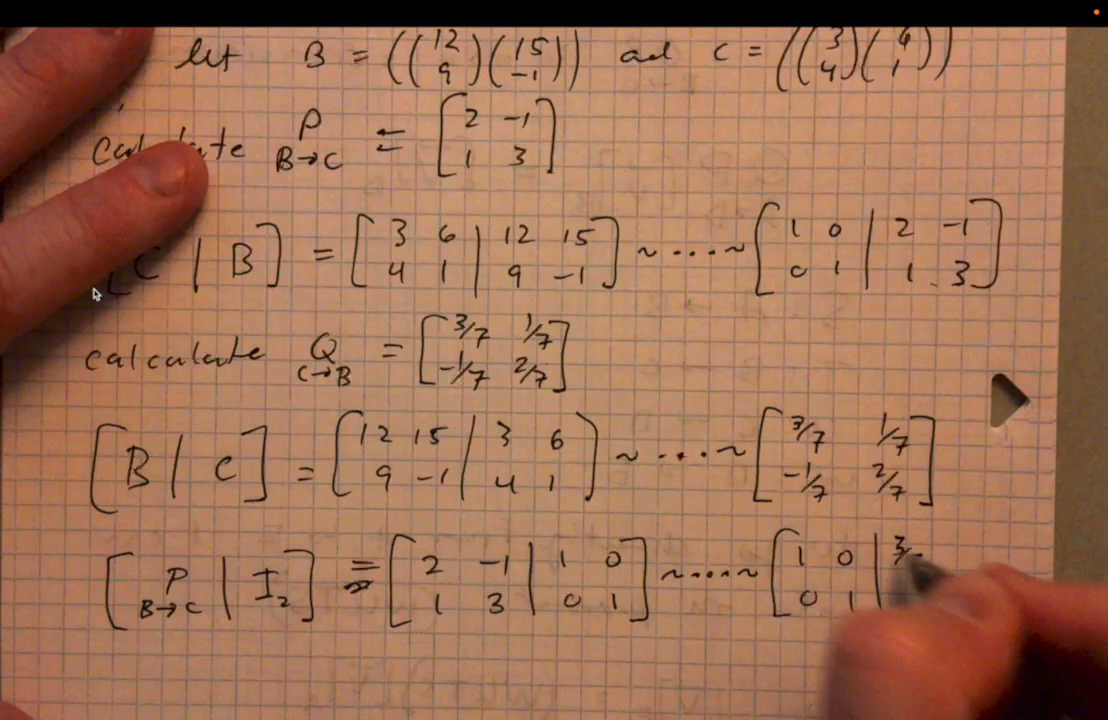 let B = ((12 9)(15 -1)) and C = ((3 4)(6 1))
calculate P B→C = [2 -1 1 3]
[C | B] = [3 6 | 12 15 4 1 | 9 -1] ~ .... ~ [1 0 | 2 -1 0 1 | 1 3]
calculate Q C→B = [3/7 1/7 -1/7 2/7]
[B | C] = [12 15 | 3 6 9 -1 | 4 1] ~ .... ~ [3/7 1/7 -1/7 2/7]
[P B→C | I₂] = [2 -1 | 1 0 1 3 | 0 1] ~ .... ~ [1 0 | 3/ 0 1 |